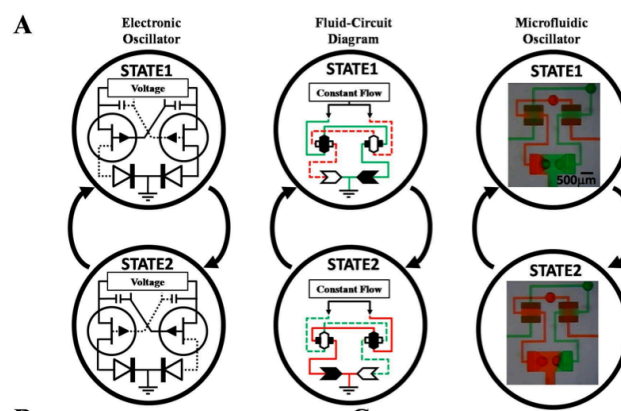 A
Electronic
Oscillator
Fluid-Circuit
Diagram
Microfluidic
Oscillator
STATE1
Voltage
STATE1
Constant Flow
STATE1
500μm
STATE2
Voltage
STATE2
Constant Flow
STATE2